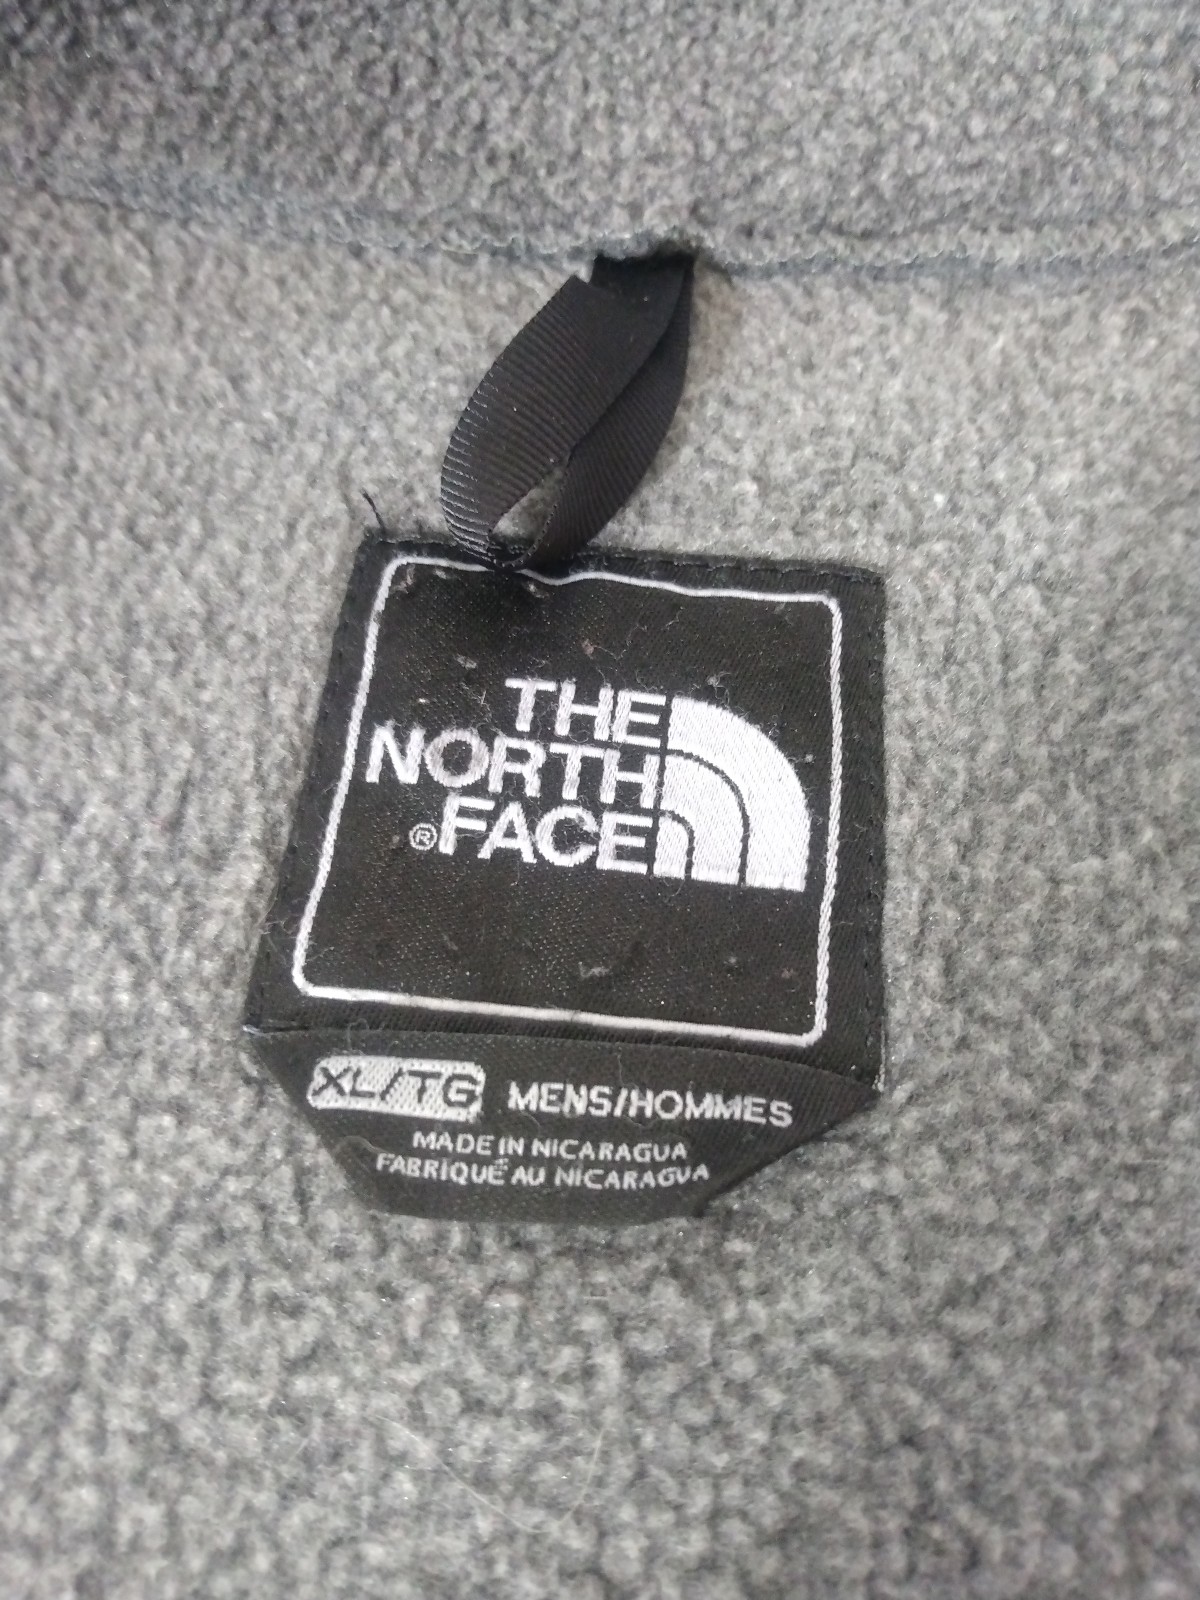 THE
NORTH
®FACE
XL/TG MENS/HOMMES
MADE IN NICARAGUA
FABRIQUÉ AU NICARAGUA